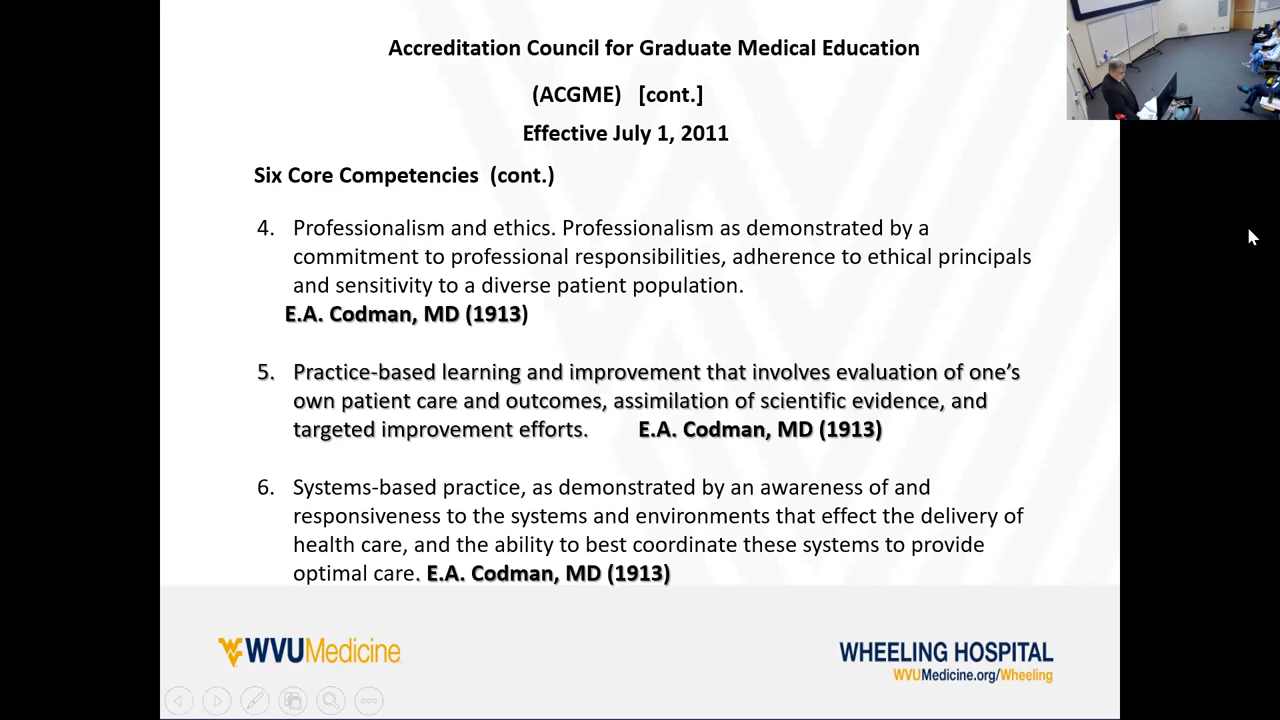 Accreditation Council for Graduate Medical Education
(ACGME) [cont.]
Effective July 1, 2011
Six Core Competencies (cont.)
4. Professionalism and ethics. Professionalism as demonstrated by a
commitment to professional responsibilities, adherence to ethical principals
and sensitivity to a diverse patient population.
E.A. Codman, MD (1913)
5. Practice-based learning and improvement that involves evaluation of one's
own patient care and outcomes, assimilation of scientific evidence, and
targeted improvement efforts. E.A. Codman, MD (1913)
6. Systems-based practice, as demonstrated by an awareness of and
responsiveness to the systems and environments that effect the delivery of
health care, and the ability to best coordinate these systems to provide
optimal care. E.A. Codman, MD (1913)
WVUMedicine
WHEELING HOSPITAL
WVUMedicine.org/Wheeling